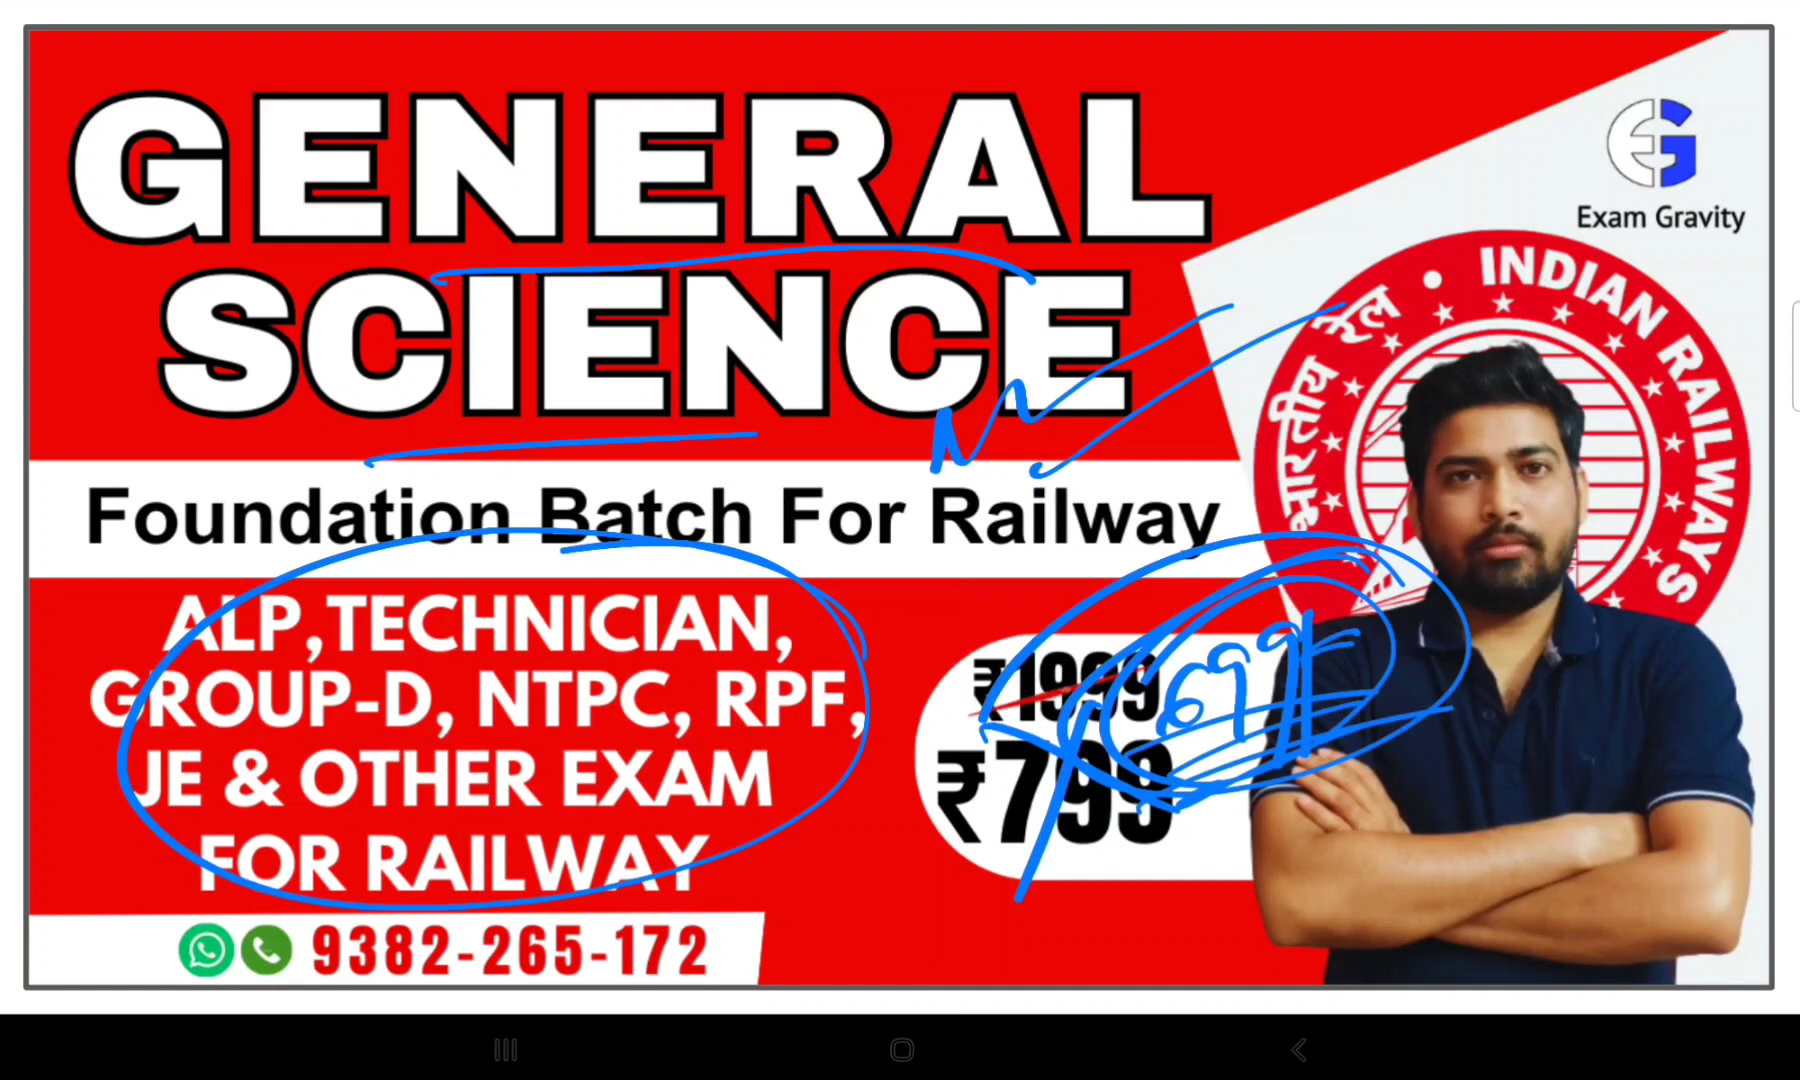 GENERAL
SCIENCE
Exam Gravity
भारतीय रेल • INDIAN RAILWAYS
Foundation Batch For Railway
ALP,TECHNICIAN,
GROUP-D, NTPC, RPF,
JE & OTHER EXAM
FOR RAILWAY
₹1999
₹799
699
9382-265-172